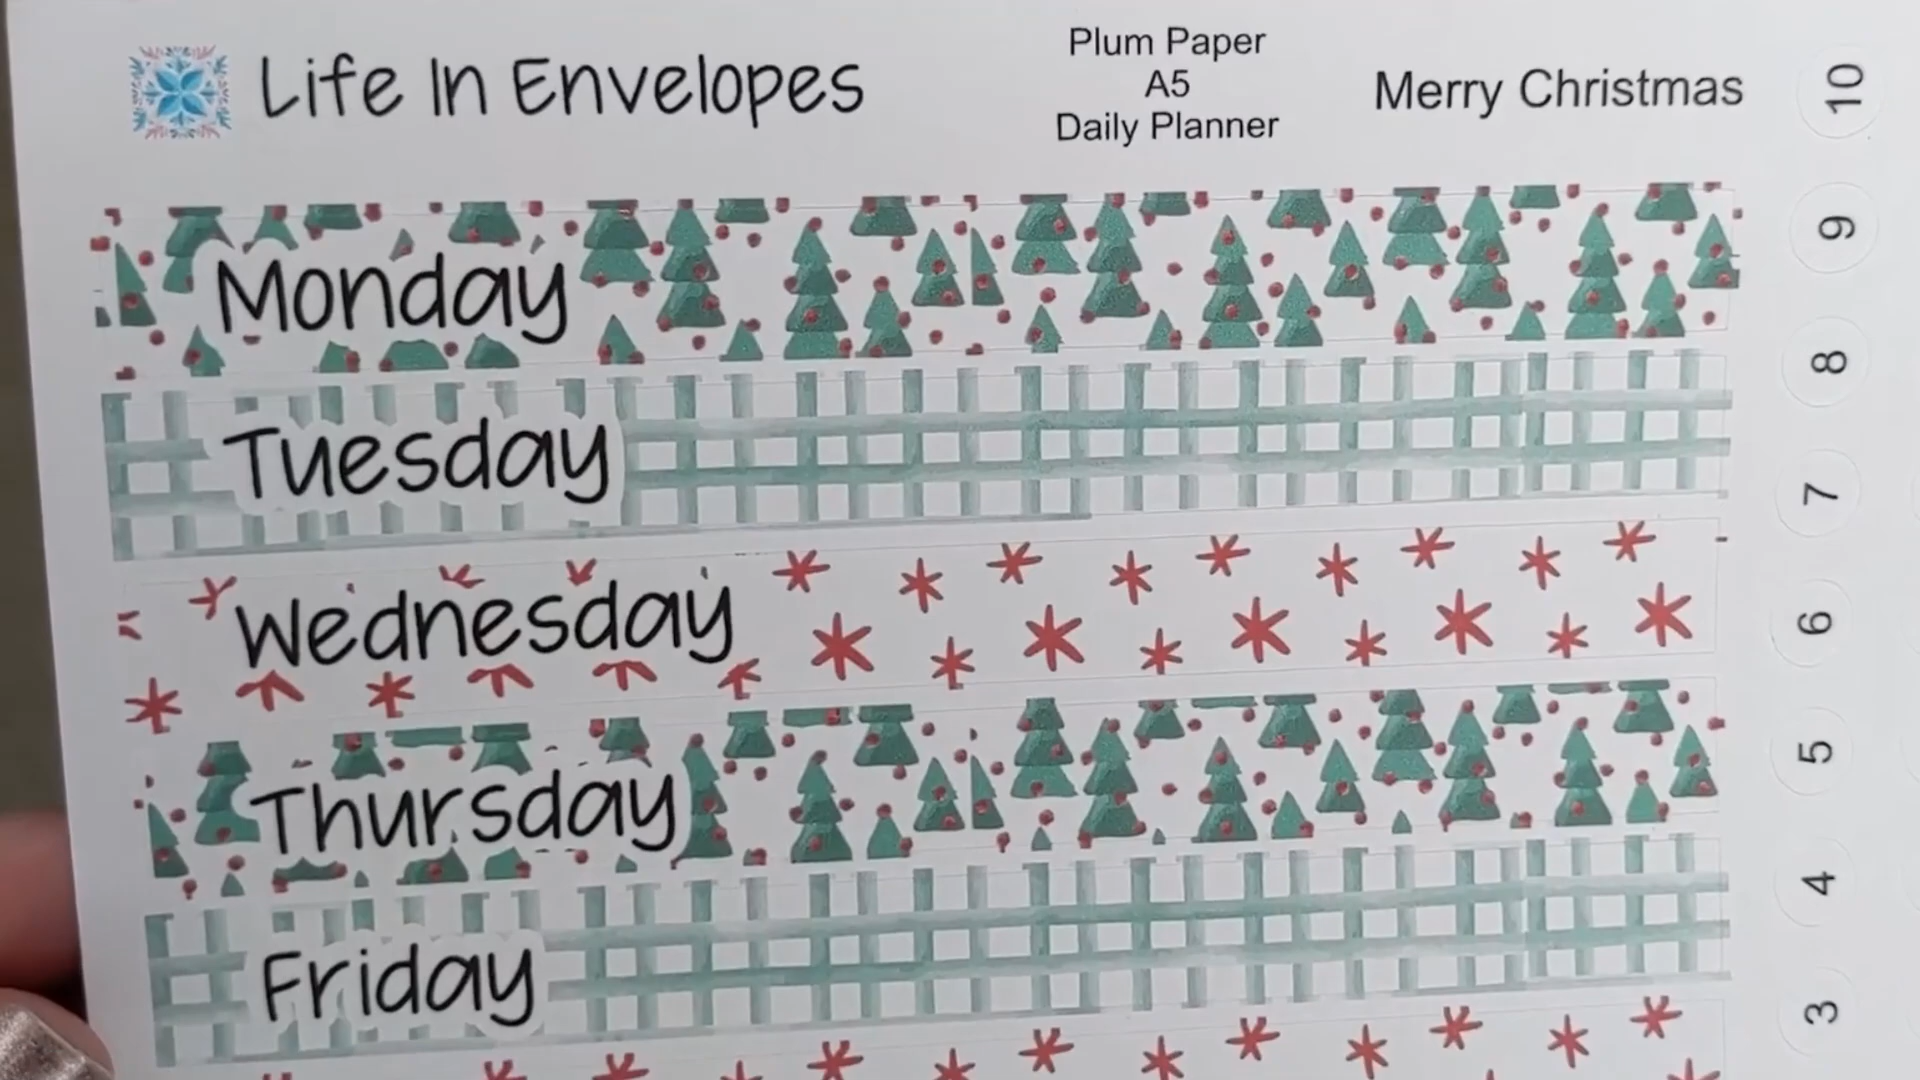 Life In Envelopes
Plum Paper
A5
Daily Planner
Merry Christmas
Monday
Tuesday
Wednesday
Thursday
Friday
10
9
8
7
6
5
4
3